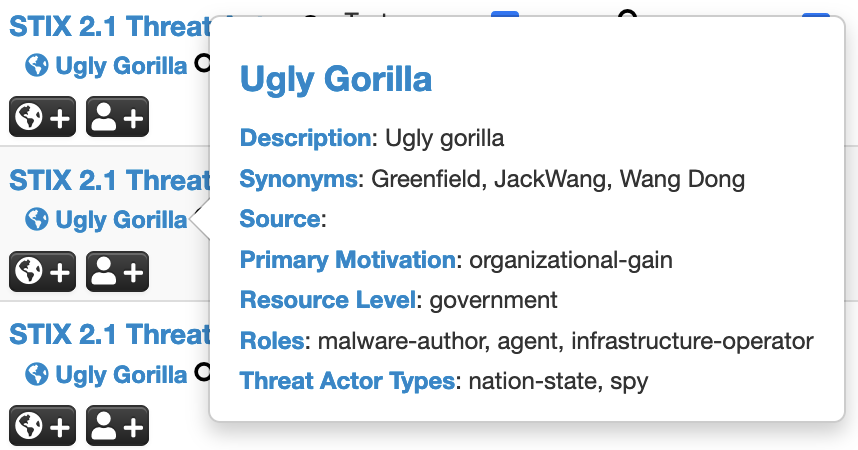 STIX 2.1 Threat
Ugly Gorilla
STIX 2.1 Threat
Ugly Gorilla
STIX 2.1 Threat
Ugly Gorilla
Ugly Gorilla
Description: Ugly gorilla
Synonyms: Greenfield, JackWang, Wang Dong
Source:
Primary Motivation: organizational-gain
Resource Level: government
Roles: malware-author, agent, infrastructure-operator
Threat Actor Types: nation-state, spy